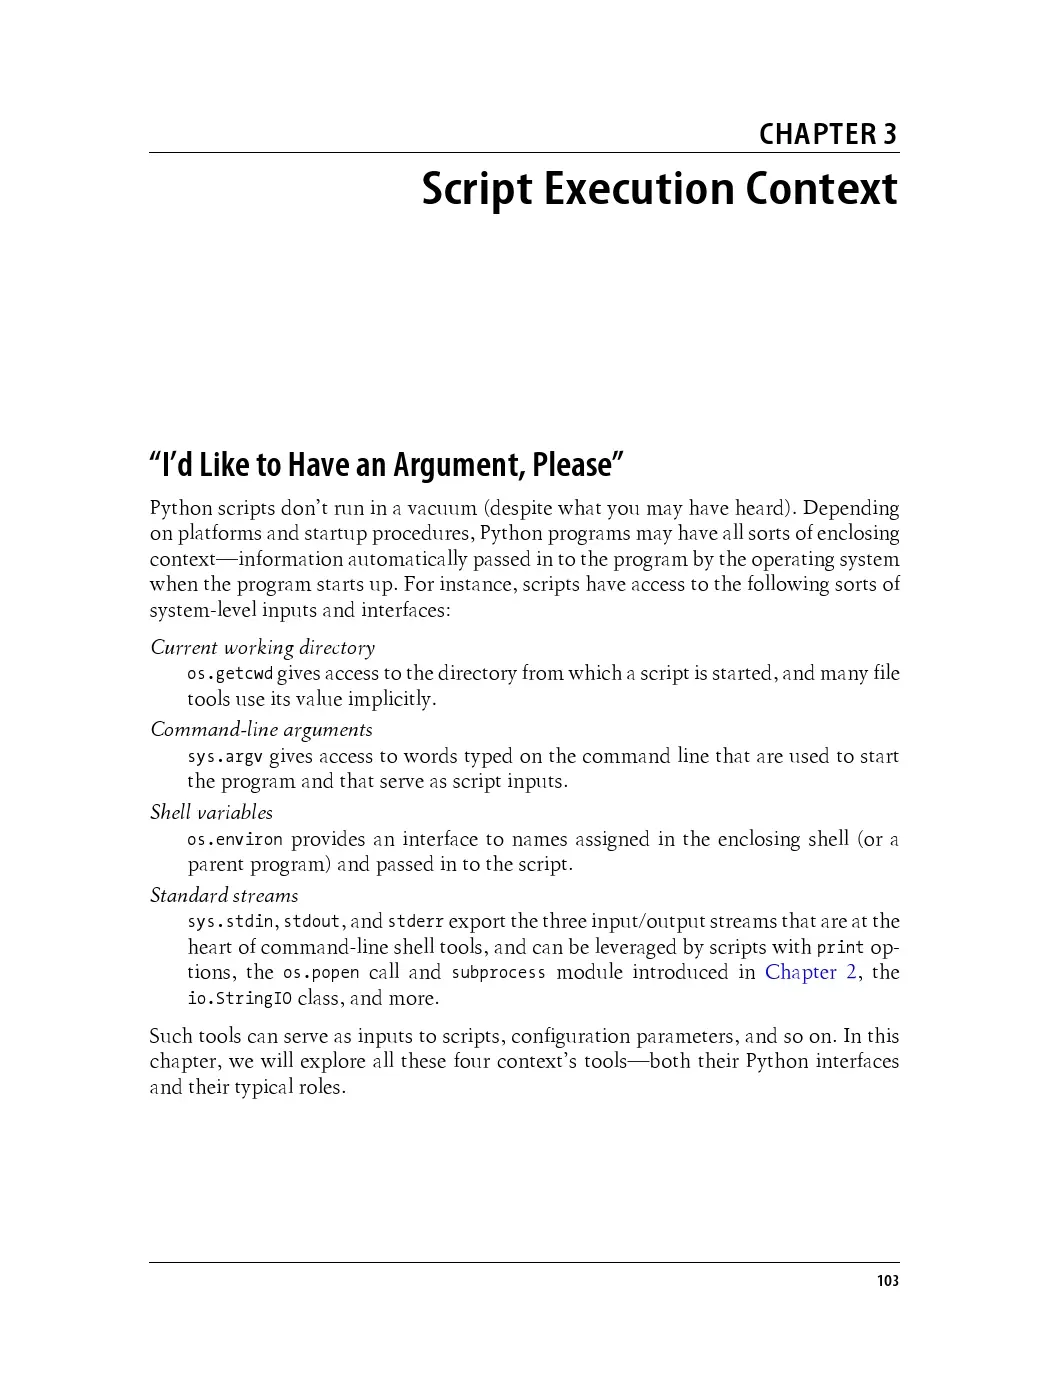 CHAPTER 3
Script Execution Context
“I’d Like to Have an Argument, Please”
Python scripts don’t run in a vacuum (despite what you may have heard). Depending
on platforms and startup procedures, Python programs may have all sorts of enclosing
context—information automatically passed in to the program by the operating system
when the program starts up. For instance, scripts have access to the following sorts of
system-level inputs and interfaces:
Current working directory
os.getcwd gives access to the directory from which a script is started, and many file
tools use its value implicitly.
Command-line arguments
sys.argv gives access to words typed on the command line that are used to start
the program and that serve as script inputs.
Shell variables
os.environ provides an interface to names assigned in the enclosing shell (or a
parent program) and passed in to the script.
Standard streams
sys.stdin, stdout, and stderr export the three input/output streams that are at the
heart of command-line shell tools, and can be leveraged by scripts with print op-
tions, the os.popen call and subprocess module introduced in Chapter 2, the
io.StringIO class, and more.
Such tools can serve as inputs to scripts, configuration parameters, and so on. In this
chapter, we will explore all these four context’s tools—both their Python interfaces
and their typical roles.
103